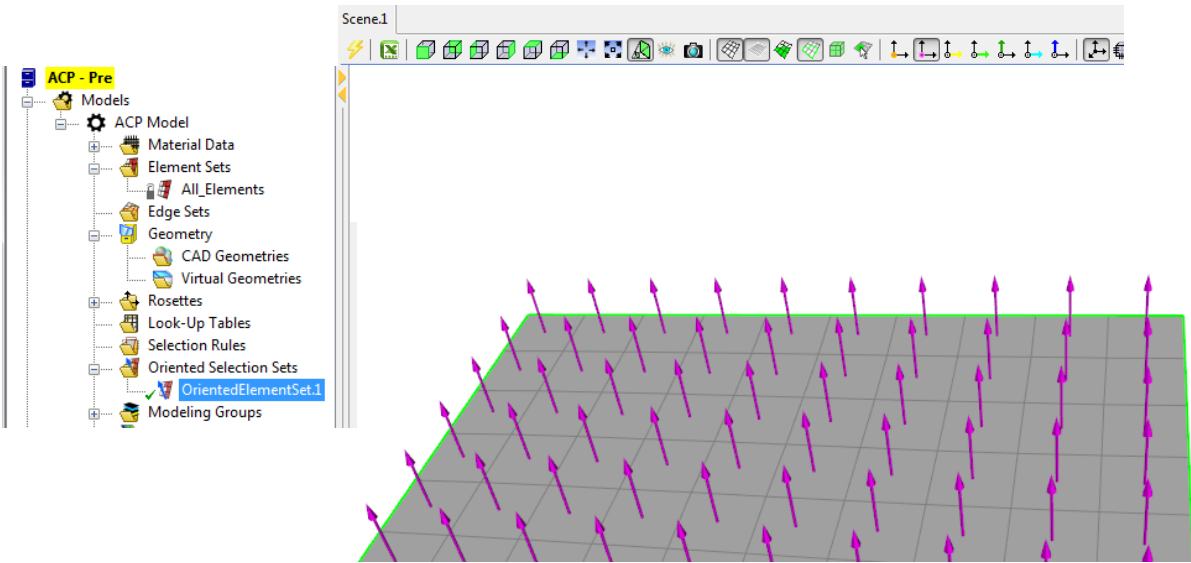 Scene.1
ACP - Pre
Models
ACP Model
Material Data
Element Sets
All_Elements
Edge Sets
Geometry
CAD Geometries
Virtual Geometries
Rosettes
Look-Up Tables
Selection Rules
Oriented Selection Sets
OrientedElementSet.1
Modeling Groups